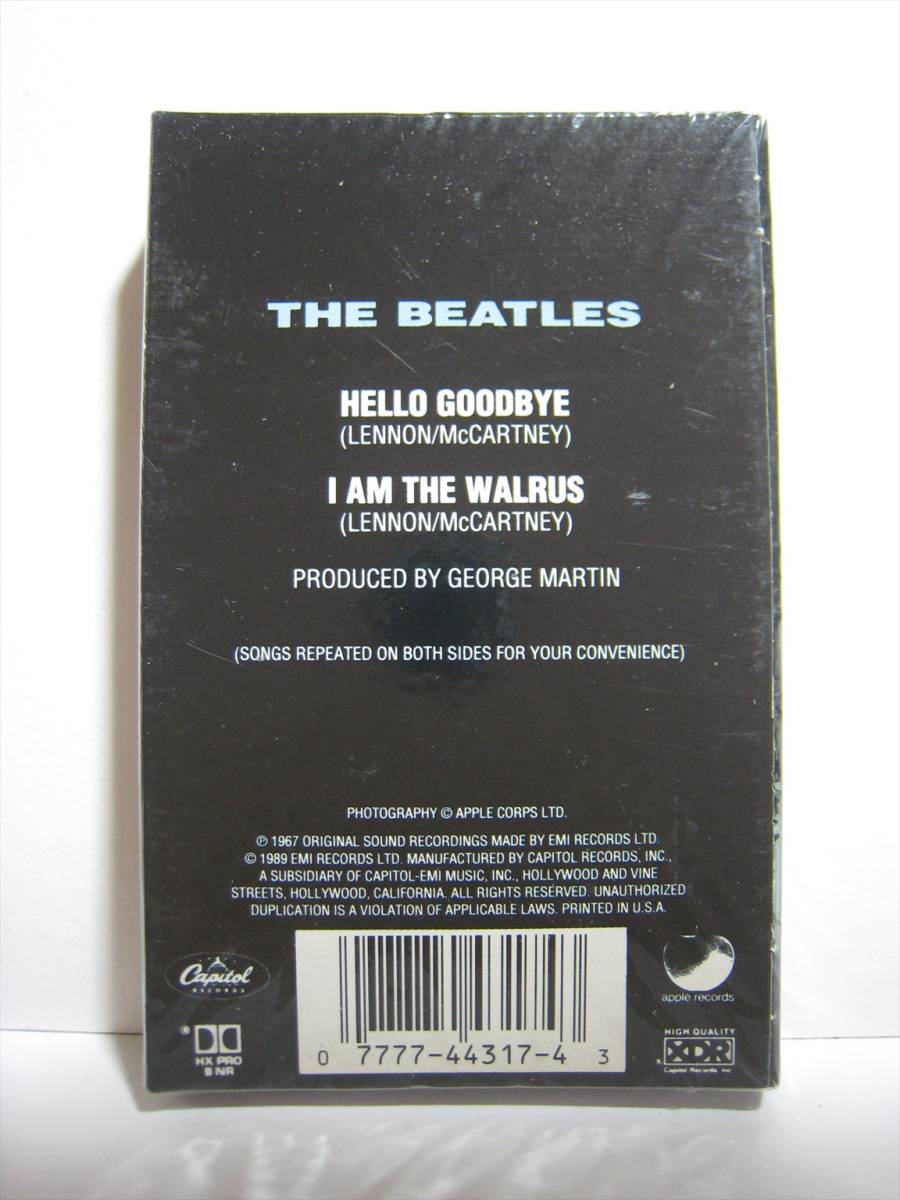 THE BEATLES
HELLO GOODBYE
(LENNON/McCARTNEY)
I AM THE WALRUS
(LENNON/McCARTNEY)
PRODUCED BY GEORGE MARTIN
(SONGS REPEATED ON BOTH SIDES FOR YOUR CONVENIENCE)
PHOTOGRAPHY © APPLE CORPS LTD.
℗ 1967 ORIGINAL SOUND RECORDINGS MADE BY EMI RECORDS LTD.
© 1989 EMI RECORDS LTD. MANUFACTURED BY CAPITOL RECORDS, INC.,
A SUBSIDIARY OF CAPITOL-EMI MUSIC, INC., HOLLYWOOD AND VINE
STREETS, HOLLYWOOD, CALIFORNIA. ALL RIGHTS RESERVED. UNAUTHORIZED
DUPLICATION IS A VIOLATION OF APPLICABLE LAWS. PRINTED IN U.S.A.
Capitol
RECORDS
® HX PRO
B NR
0 7777-44317-4 3
apple records
HIGH QUALITY
XDR
Capitol Records Inc